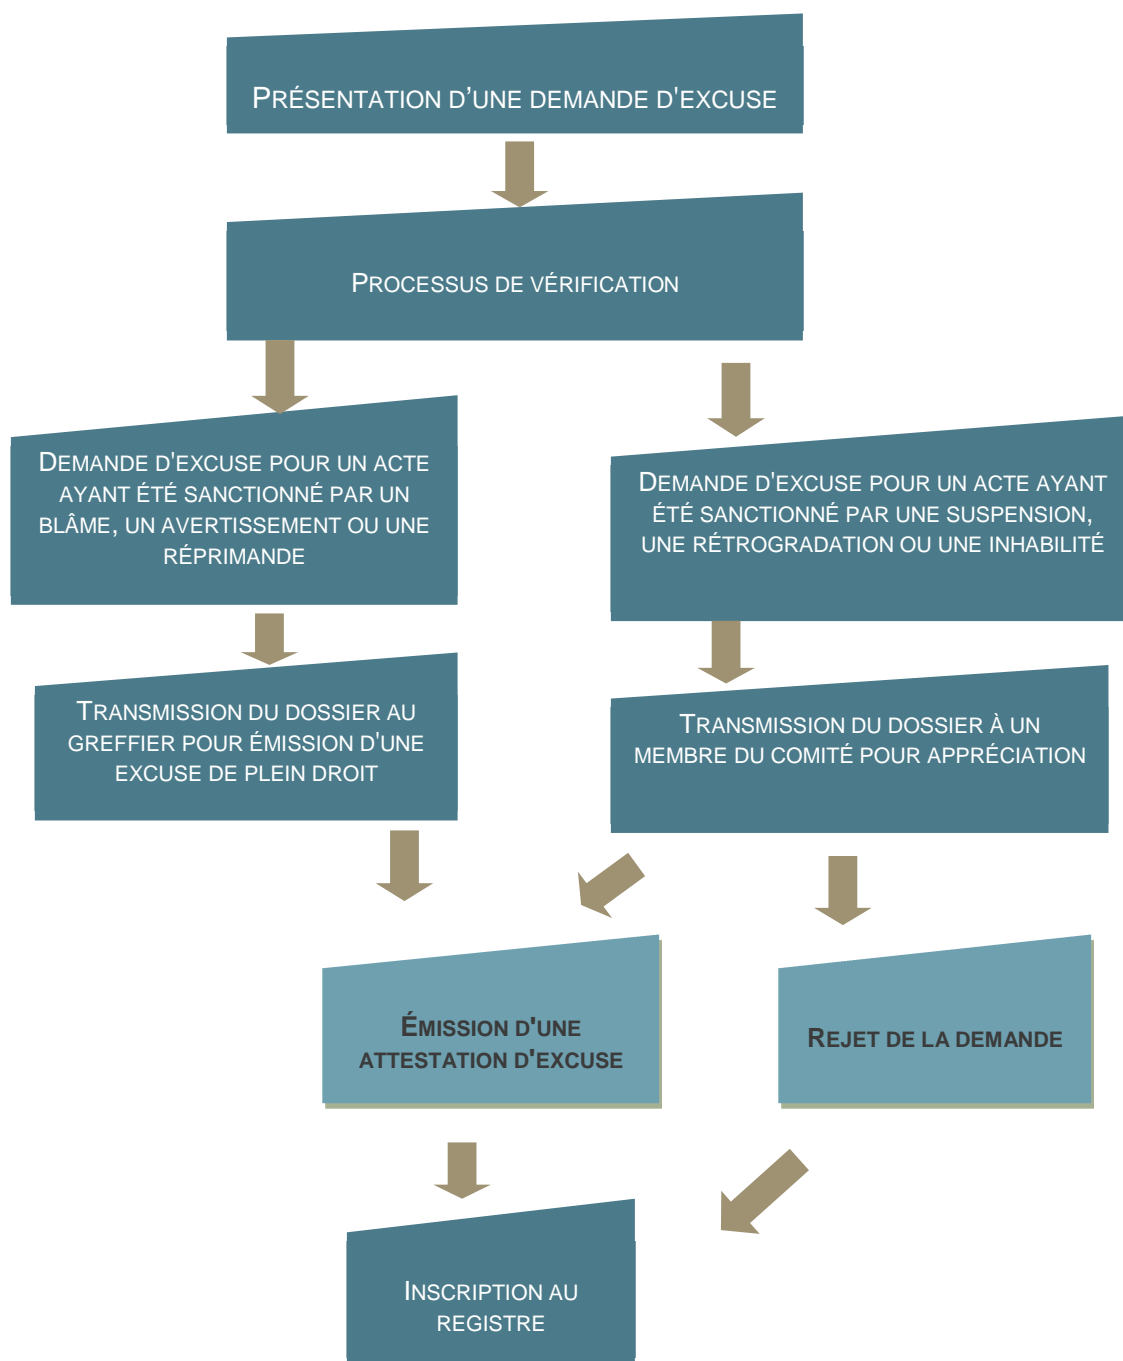 PRÉSENTATION D’UNE DEMANDE D'EXCUSE
PROCESSUS DE VÉRIFICATION
DEMANDE D'EXCUSE POUR UN ACTE
AYANT ÉTÉ SANCTIONNÉ PAR UN
BLÂME, UN AVERTISSEMENT OU UNE
RÉPRIMANDE
DEMANDE D'EXCUSE POUR UN ACTE AYANT
ÉTÉ SANCTIONNÉ PAR UNE SUSPENSION,
UNE RÉTROGRADATION OU UNE INHABILITÉ
TRANSMISSION DU DOSSIER AU
GREFFIER POUR ÉMISSION D'UNE
EXCUSE DE PLEIN DROIT
TRANSMISSION DU DOSSIER À UN
MEMBRE DU COMITÉ POUR APPRÉCIATION
ÉMISSION D'UNE
ATTESTATION D'EXCUSE
REJET DE LA DEMANDE
INSCRIPTION AU
REGISTRE